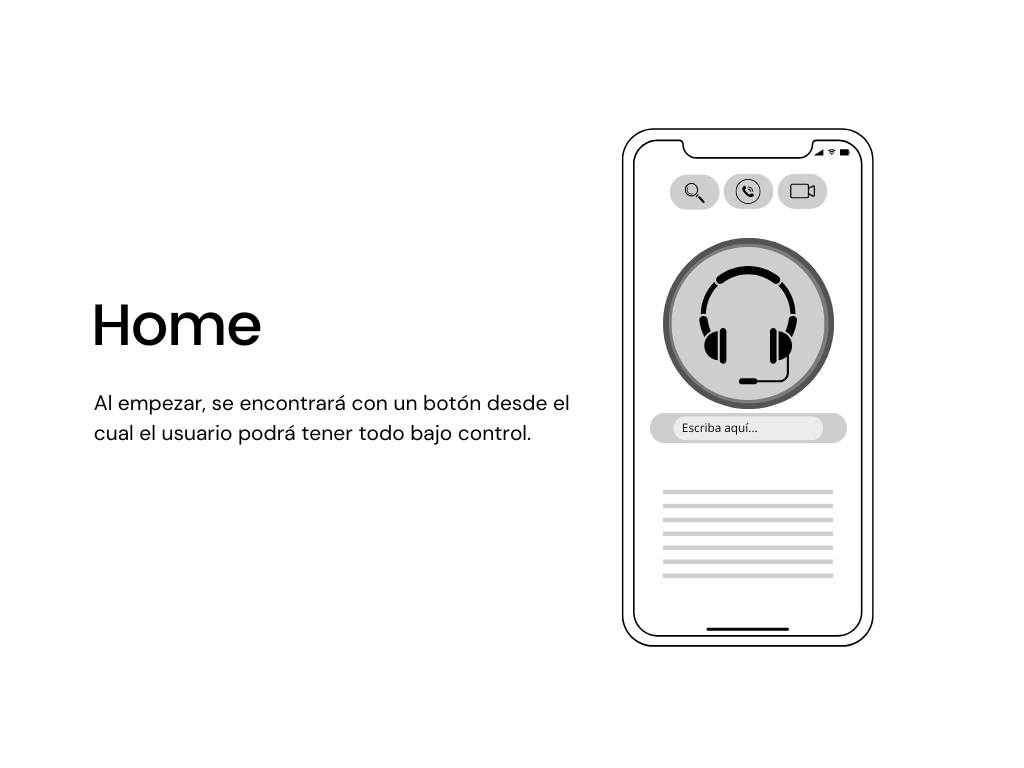 Home
Al empezar, se encontrará con un botón desde el
cual el usuario podrá tener todo bajo control.
Escriba aquí...